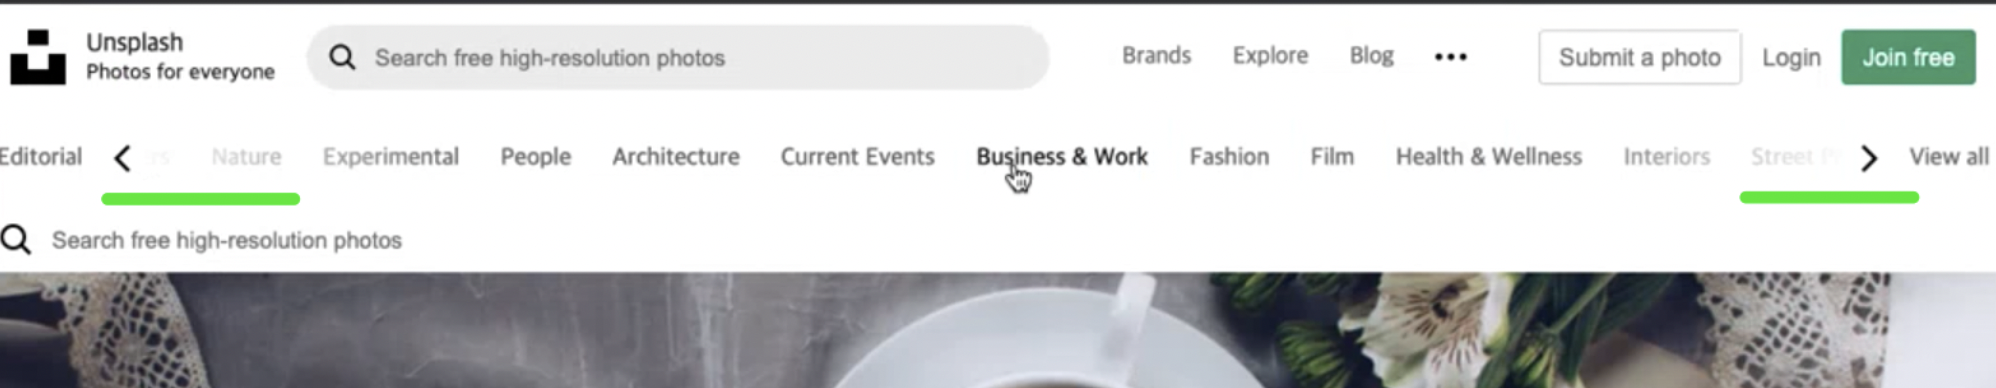 Unsplash
Photos for everyone
Search free high-resolution photos
Brands Explore Blog ••• Submit a photo Login Join free
Editorial Nature Experimental People Architecture Current Events Business & Work Fashion Film Health & Wellness Interiors Street View all
Search free high-resolution photos